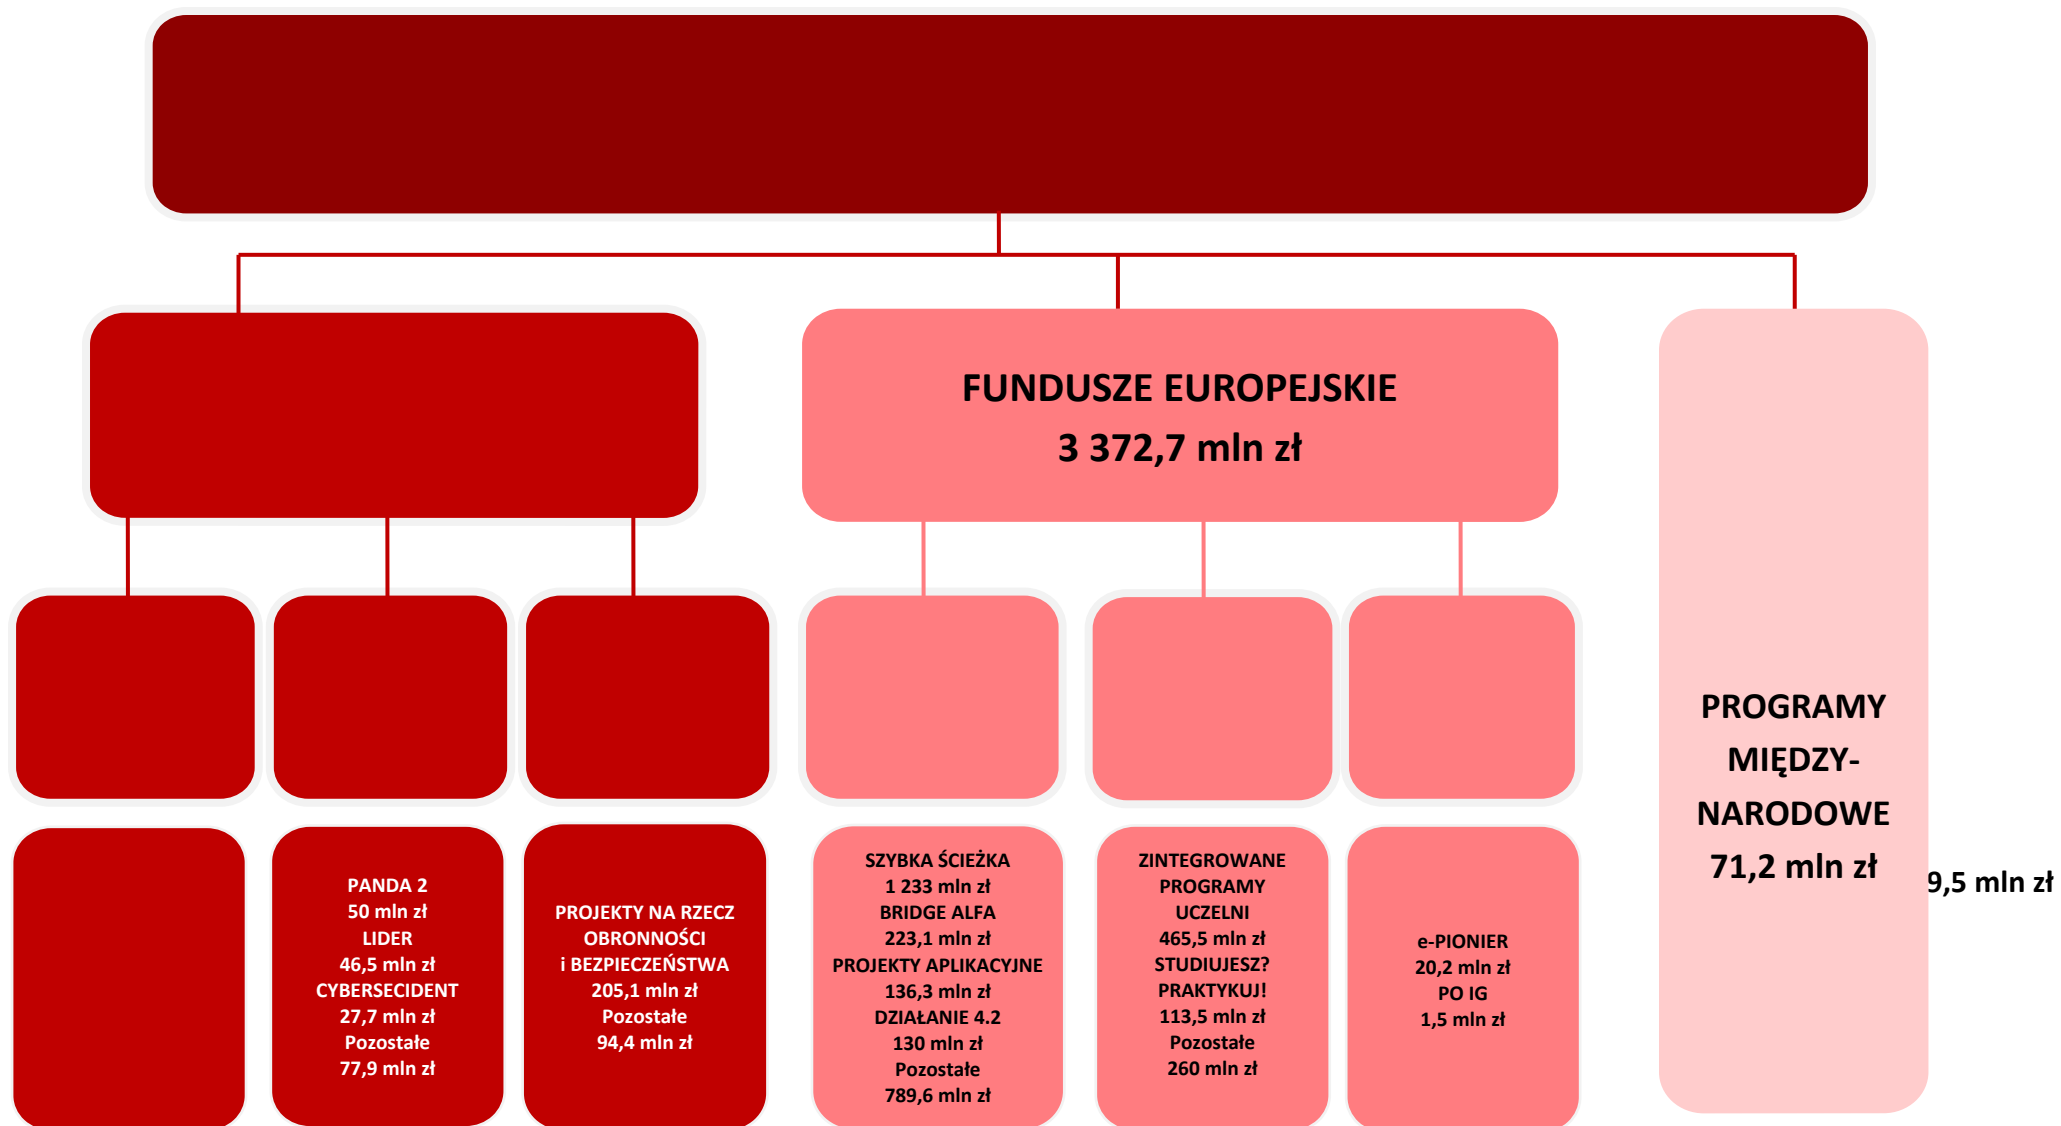 FUNDUSZE EUROPEJSKIE
3 372,7 mln zł
PROGRAMY
MIĘDZY-
NARODOWE
71,2 mln zł
9,5 mln zł
PANDA 2
50 mln zł
LIDER
46,5 mln zł
CYBERSECIDENT
27,7 mln zł
Pozostałe
77,9 mln zł
PROJEKTY NA RZECZ
OBRONNOŚCI
i BEZPIECZEŃSTWA
205,1 mln zł
Pozostałe
94,4 mln zł
SZYBKA ŚCIEŻKA
1 233 mln zł
BRIDGE ALFA
223,1 mln zł
PROJEKTY APLIKACYJNE
136,3 mln zł
DZIAŁANIE 4.2
130 mln zł
Pozostałe
789,6 mln zł
ZINTEGROWANE
PROGRAMY
UCZELNI
465,5 mln zł
STUDIUJESZ?
PRAKTYKUJ!
113,5 mln zł
Pozostałe
260 mln zł
e-PIONIER
20,2 mln zł
PO IG
1,5 mln zł